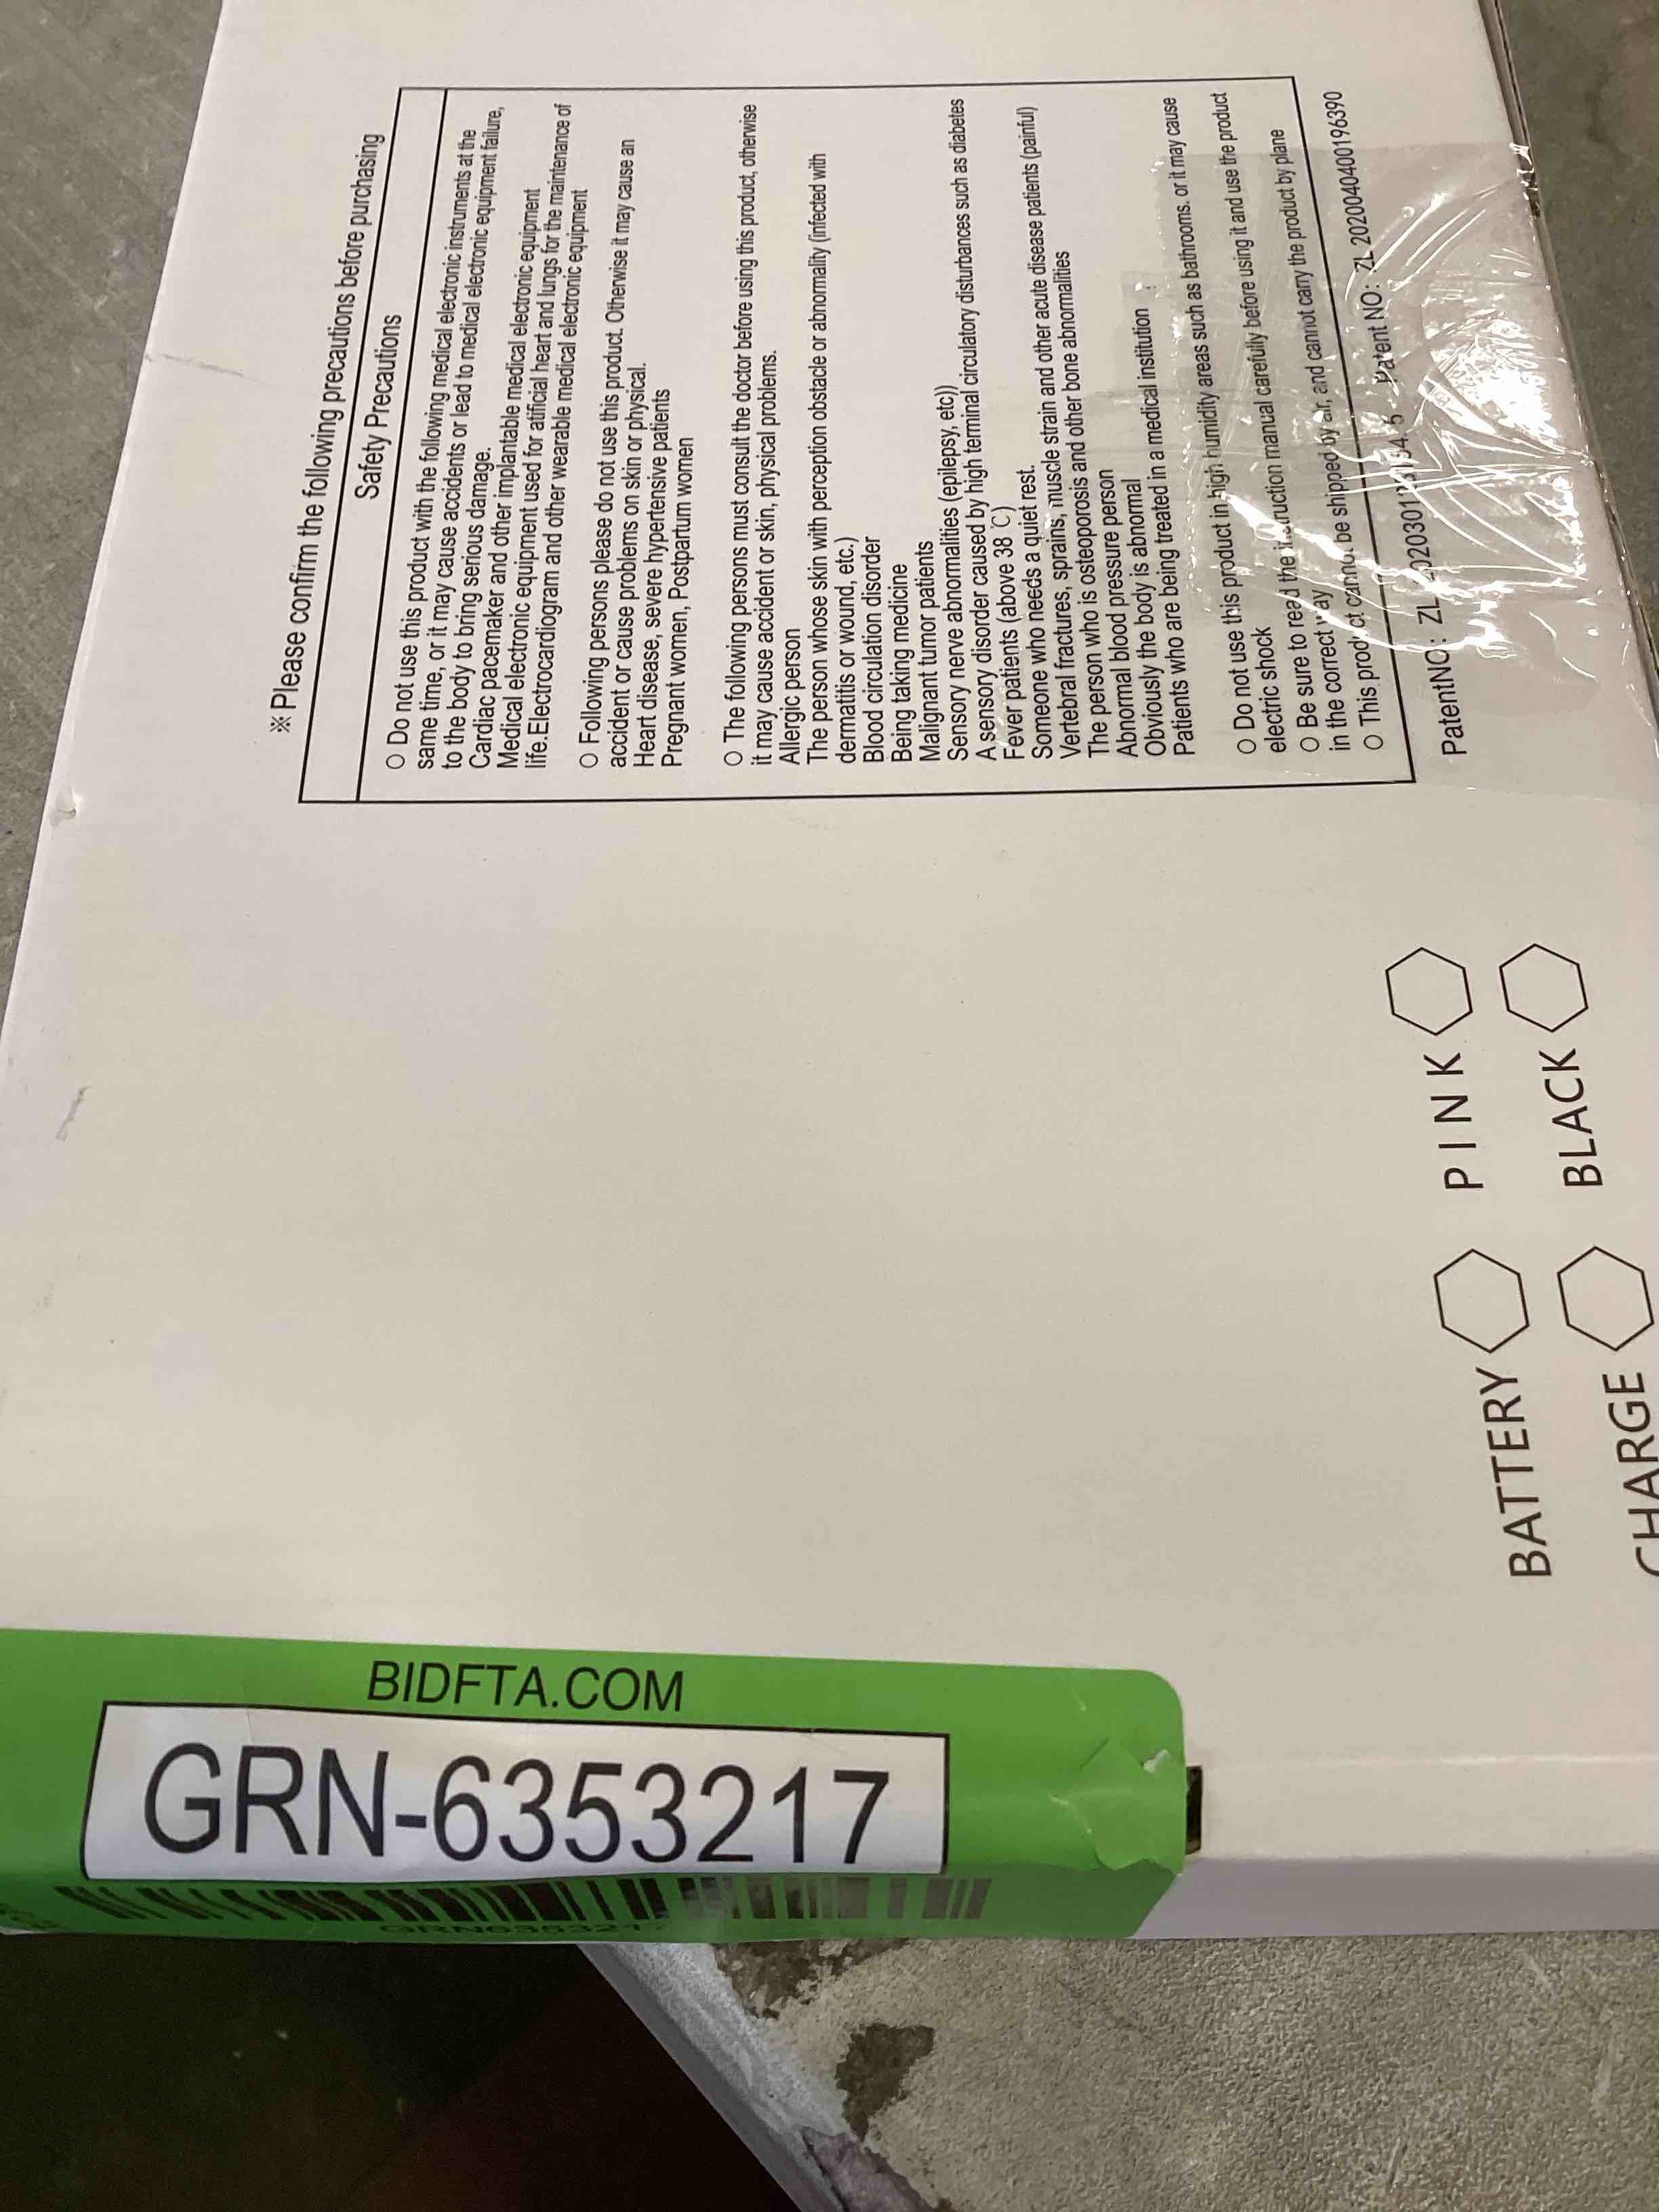 ※ Please confirm the following precautions before purchasing
Safety Precautions
○ Do not use this product with the following medical electronic instruments at the
same time, or it may cause accidents or lead to medical electronic equipment failure,
to the body to bring serious damage.
Cardiac pacemaker and other implantable medical electronic equipment
Medical electronic equipment used for atificial heart and lungs for the maintenance of
life.Electrocardiogram and other wearable medical electronic equipment
○ Following persons please do not use this product. Otherwise it may cause an
accident or cause problems on skin or physical.
Heart disease, severe hypertensive patients
Pregnant women, Postpartum women
○ The following persons must consult the doctor before using this product, otherwise
it may cause accident or skin, physical problems.
Allergic person
The person whose skin with perception obstacle or abnormality (infected with
dermatitis or wound, etc.)
Blood circulation disorder
Being taking medicine
Malignant tumor patients
Sensory nerve abnormalities (epilepsy, etc))
A sensory disorder caused by high terminal circulatory disturbances such as diabetes
Fever patients (above 38 ℃)
Someone who needs a quiet rest.
Vertebral fractures, sprains, muscle strain and other acute disease patients (painful)
The person who is osteoporosis and other bone abnormalities
Abnormal blood pressure person
Obviously the body is abnormal
Patients who are being treated in a medical institution
○ Do not use this product in high humidity areas such as bathrooms. or it may cause
electric shock
○ Be sure to read the instruction manual carefully before using it and use the product
in the correct way
○ This product cannot be shipped by air, and cannot carry the product by plane
PatentNO: ZL Patent NO: ZL 2020040400196390
BATTERY PINK
CHARGE BLACK
BIDFTA.COM
GRN-6353217
GRN6353217